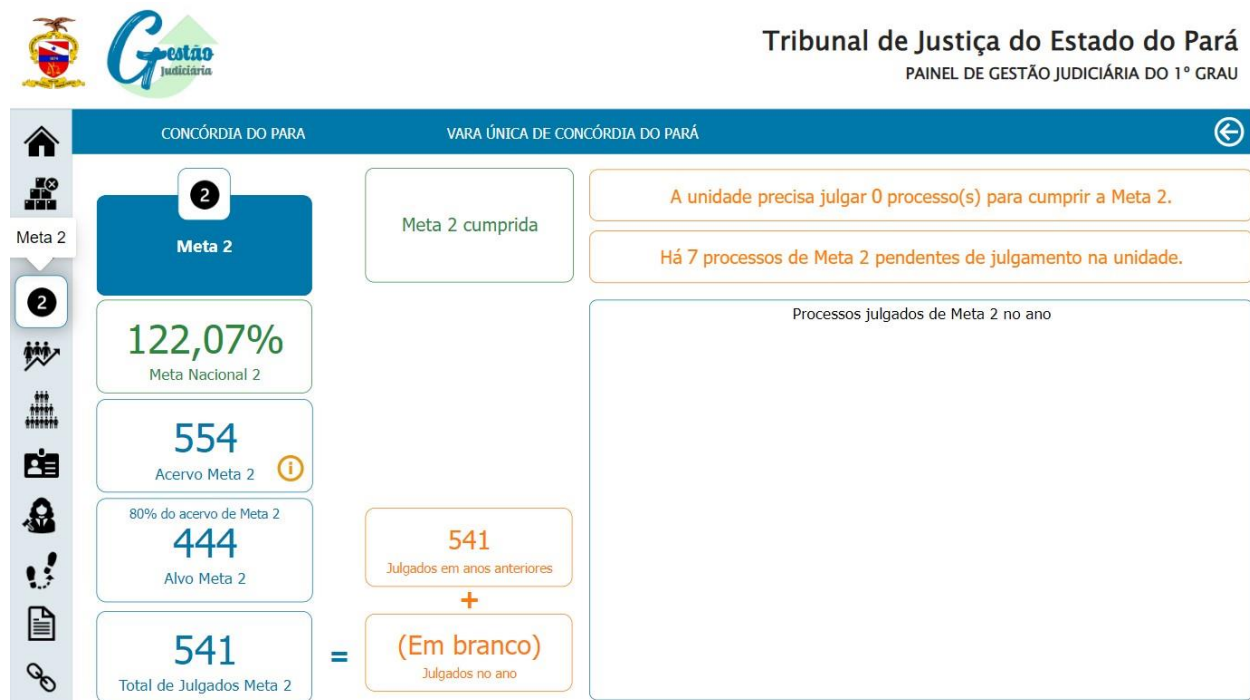 Gestão
Judiciária
Tribunal de Justiça do Estado do Pará
PAINEL DE GESTÃO JUDICIÁRIA DO 1º GRAU
CONCÓRDIA DO PARA
VARA ÚNICA DE CONCÓRDIA DO PARÁ
Meta 2
2
2
Meta 2
Meta 2 cumprida
A unidade precisa julgar 0 processo(s) para cumprir a Meta 2.
Há 7 processos de Meta 2 pendentes de julgamento na unidade.
122,07%
Meta Nacional 2
554
Acervo Meta 2
i
80% do acervo de Meta 2
444
Alvo Meta 2
541
Total de Julgados Meta 2
=
541
Julgados em anos anteriores
+
(Em branco)
Julgados no ano
Processos julgados de Meta 2 no ano